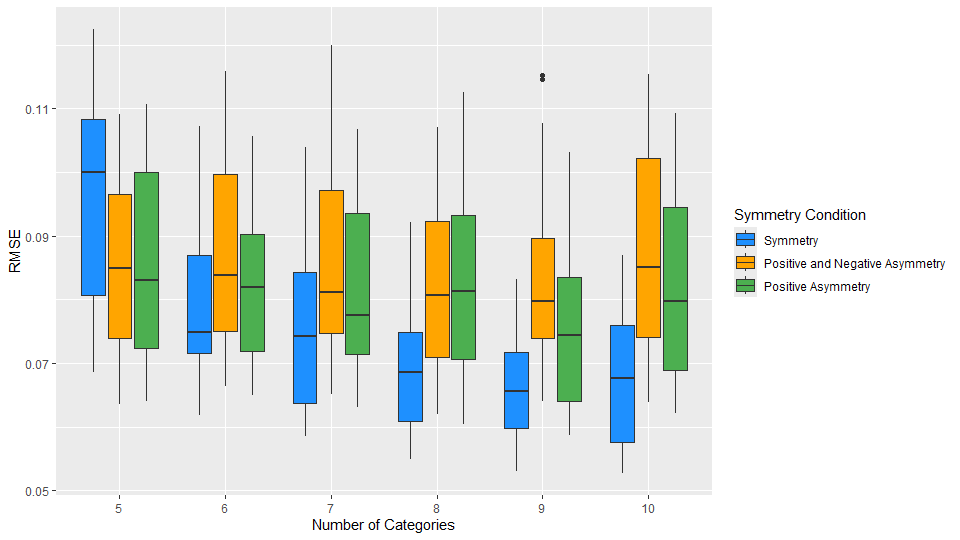 0.11
0.09
0.07
0.05
RMSE
5 6 7 8 9 10
Number of Categories
Symmetry Condition
Symmetry
Positive and Negative Asymmetry
Positive Asymmetry